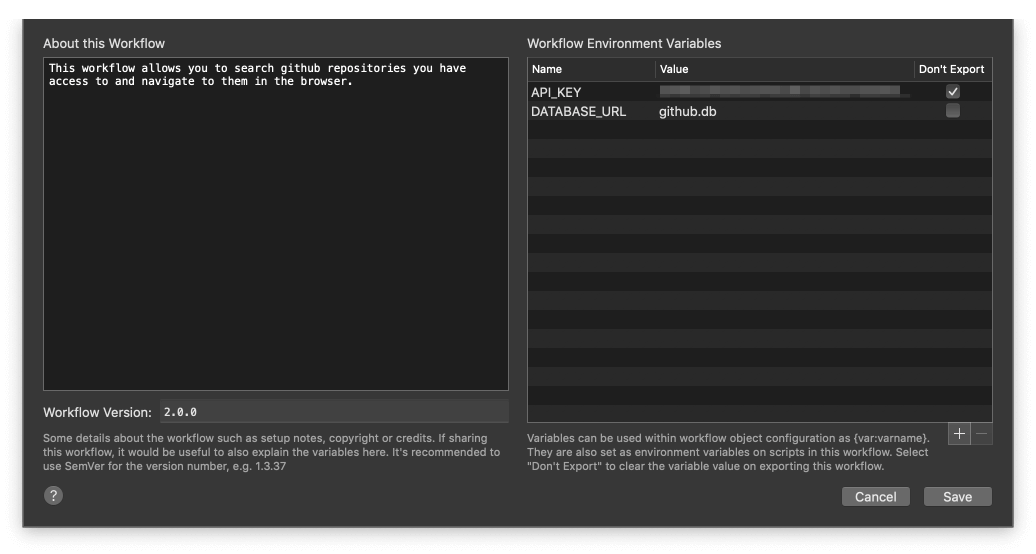 About this Workflow
This workflow allows you to search github repositories you have
access to and navigate to them in the browser.
Workflow Version: 2.0.0
Some details about the workflow such as setup notes, copyright or credits. If sharing
this workflow, it would be useful to also explain the variables here. It's recommended to
use SemVer for the version number, e.g. 1.3.37
?
Workflow Environment Variables
Name Value Don't Export
API_KEY
DATABASE_URL github.db
+ −
Variables can be used within workflow object configuration as {var:varname}.
They are also set as environment variables on scripts in this workflow. Select
"Don't Export" to clear the variable value on exporting this workflow.
Cancel Save